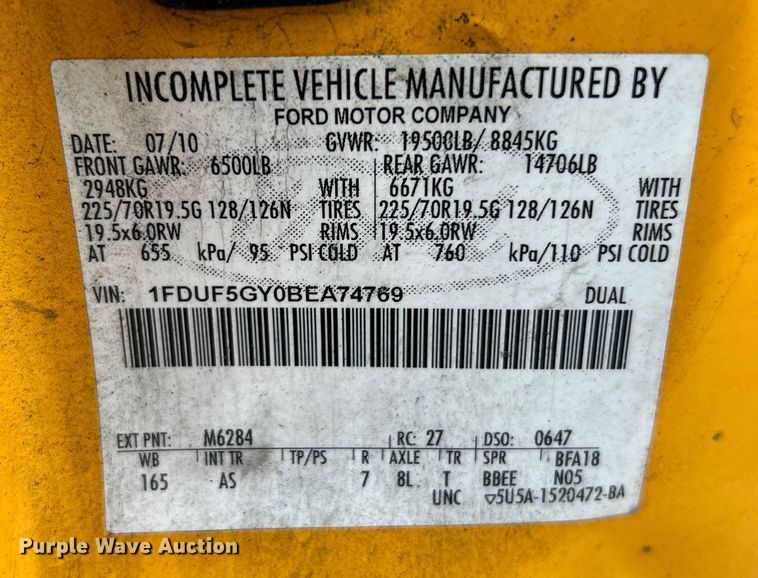 INCOMPLETE VEHICLE MANUFACTURED BY
FORD MOTOR COMPANY
DATE: 07/10 GVWR: 19500LB/ 8845KG
FRONT GAWR: 6500LB REAR GAWR: 14706LB
2948KG WITH 6671KG WITH
225/70R19.5G 128/126N TIRES 225/70R19.5G 128/126N TIRES
19.5x6.0RW RIMS 19.5x6.0RW RIMS
AT 655 kPa/ 95 PSI COLD AT 760 kPa/110 PSI COLD
VIN: 1FDUF5GY0BEA74769 DUAL
EXT PNT: M6284 RC: 27 DSO: 0647
WB INT TR TP/PS R AXLE TR SPR BFA18
165 AS 7 8L T BBEE N05
UNC ▽5U5A-1520472-BA
Purple Wave Auction